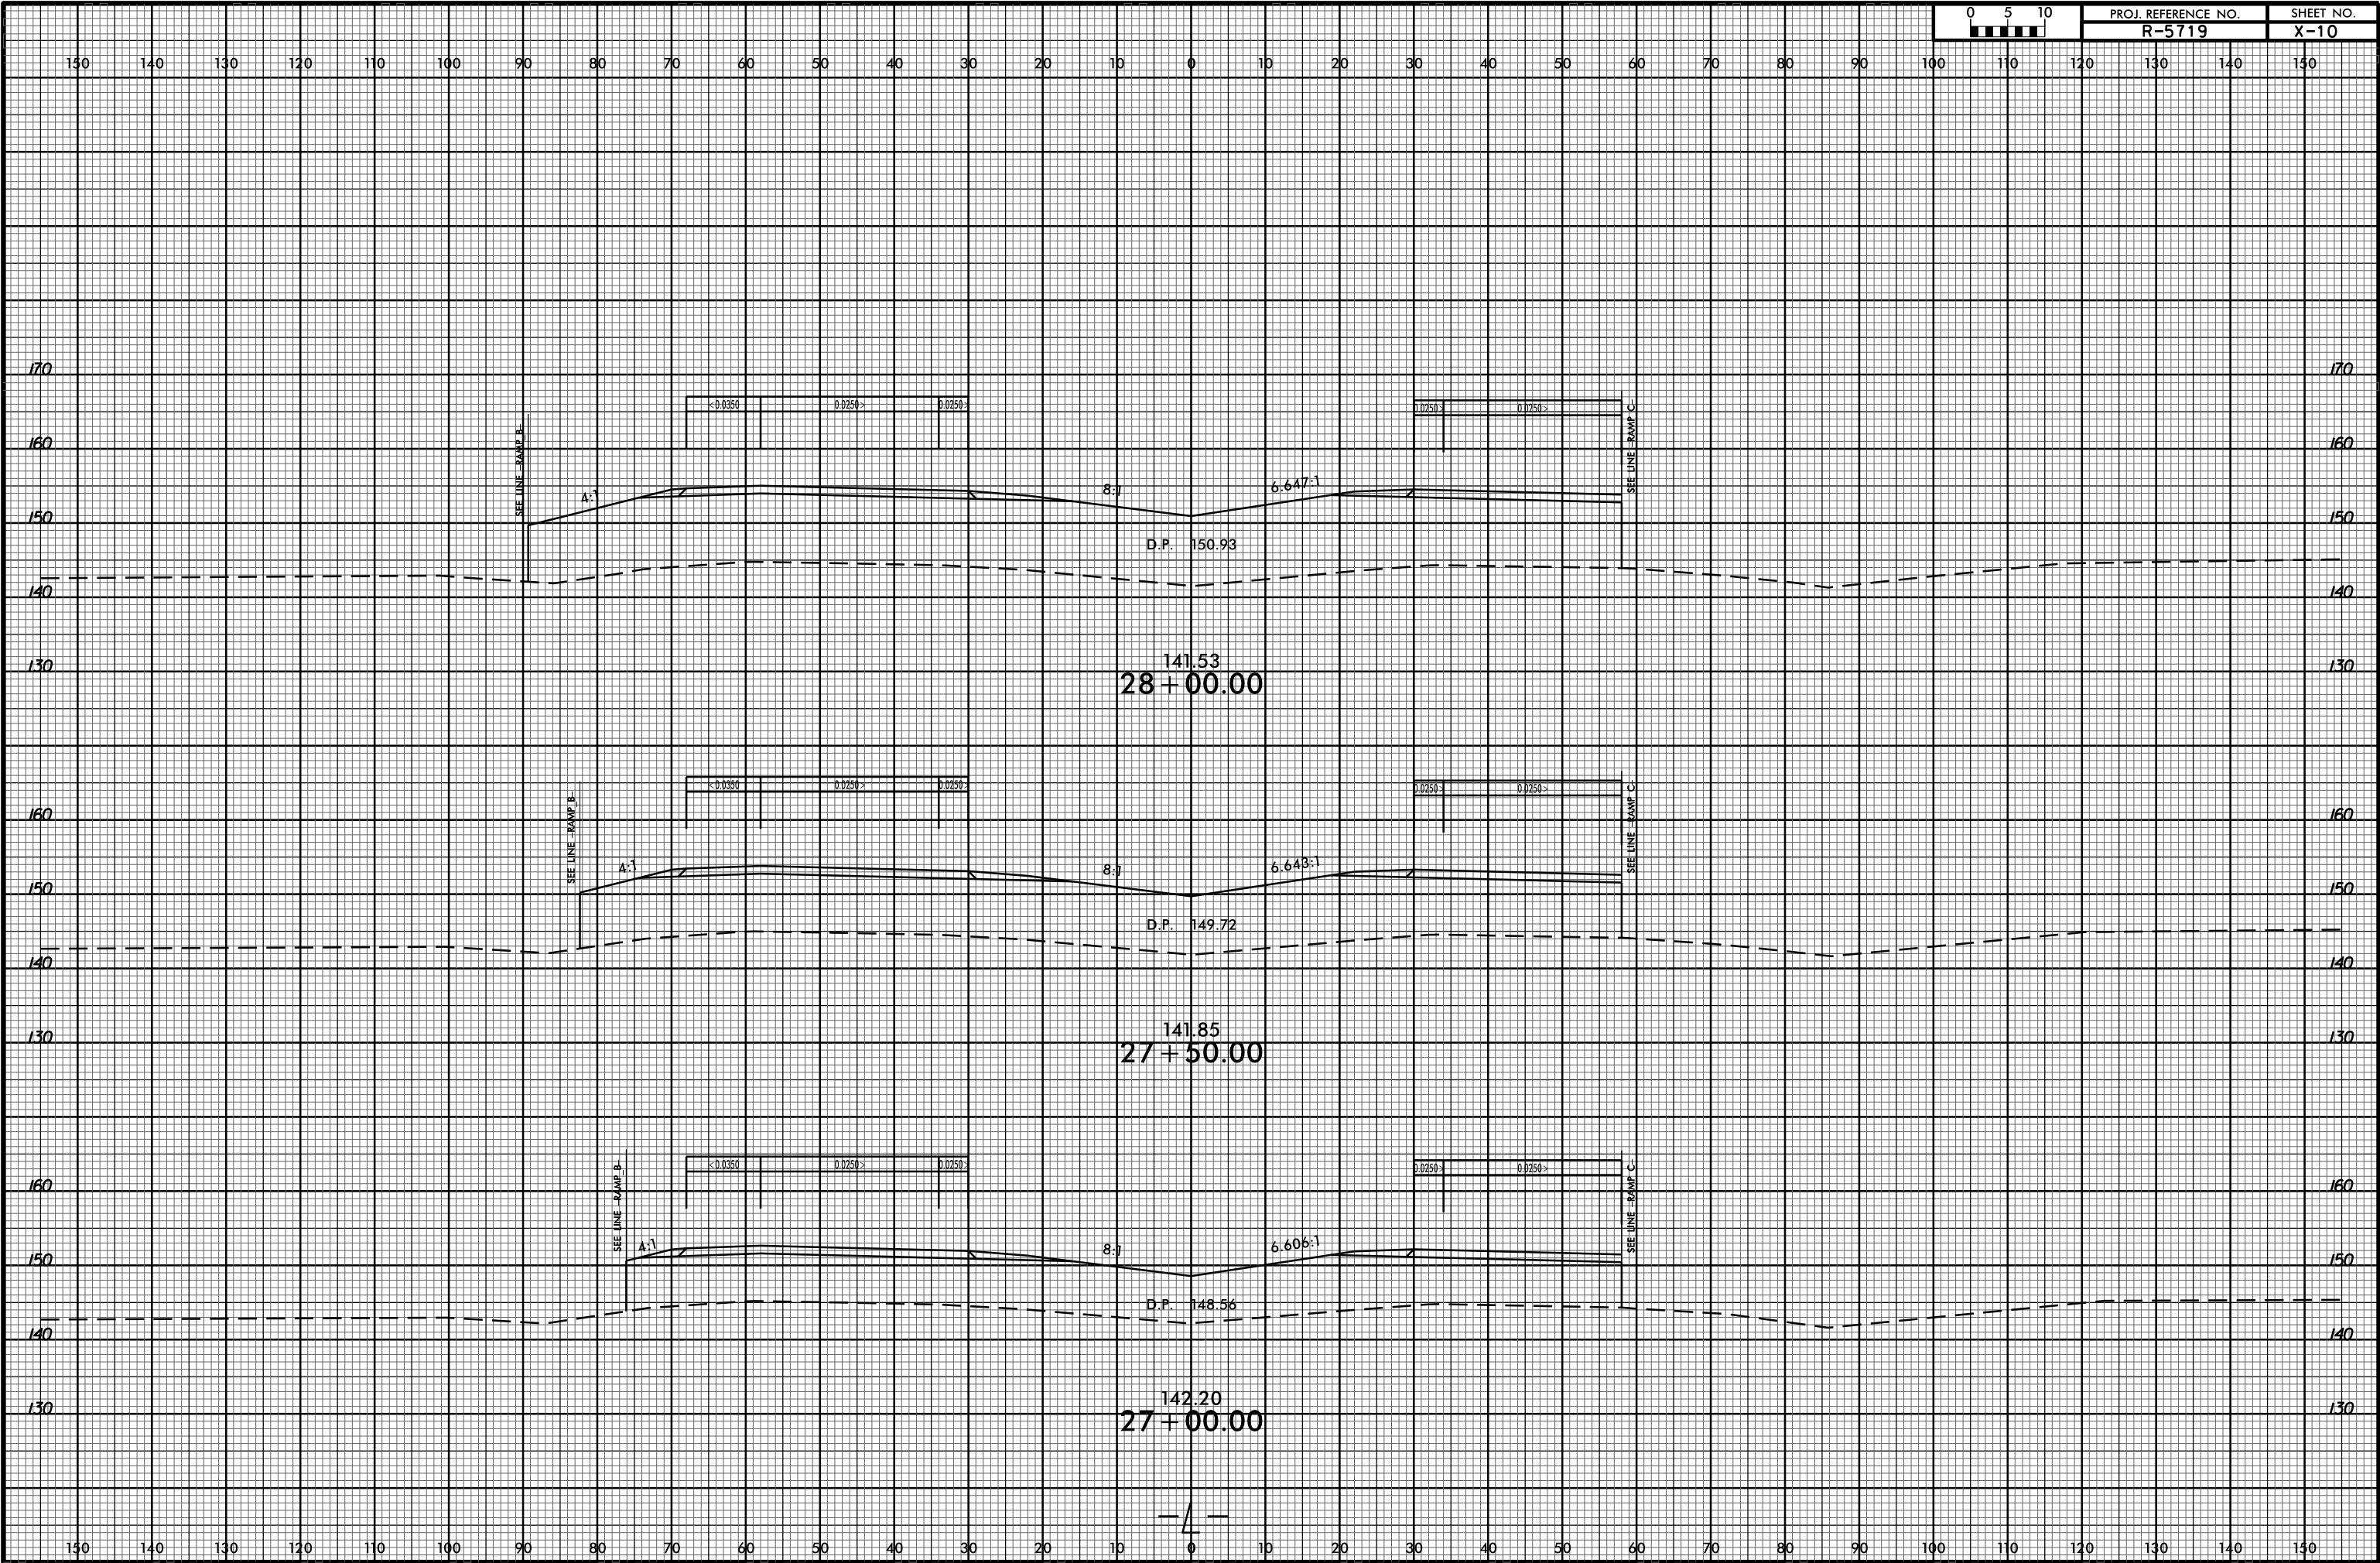 0 5 10 PROJ. REFERENCE NO. SHEET NO.
R-5719 X-10
150 140 130 120 110 100 90 80 70 60 50 40 30 20 10 0 10 20 30 40 50 60 70 80 90 100 110 120 130 140 150
170 170
<0.0350 0.0250> 0.0250> 0.0250> 0.0250>
SEE LINE -RAMP_B- SEE LINE -RAMP C-
160 160
4:1 8:1 6.647:1
150 150
D.P. 150.93
140 140
130 141.53 130
28+00.00
<0.0350 0.0250> 0.0250> 0.0250> 0.0250>
SEE LINE -RAMP_B- SEE LINE -RAMP C-
160 160
4:1 8:1 6.643:1
150 150
D.P. 149.72
140 140
130 141.85 130
27+50.00
<0.0350 0.0250> 0.0250> 0.0250> 0.0250>
SEE LINE -RAMP_B- SEE LINE -RAMP C-
160 160
4:1 8:1 6.606:1
150 150
D.P. 148.56
140 140
142.20
130 130
27+00.00
-L-
150 140 130 120 110 100 90 80 70 60 50 40 30 20 10 0 10 20 30 40 50 60 70 80 90 100 110 120 130 140 150